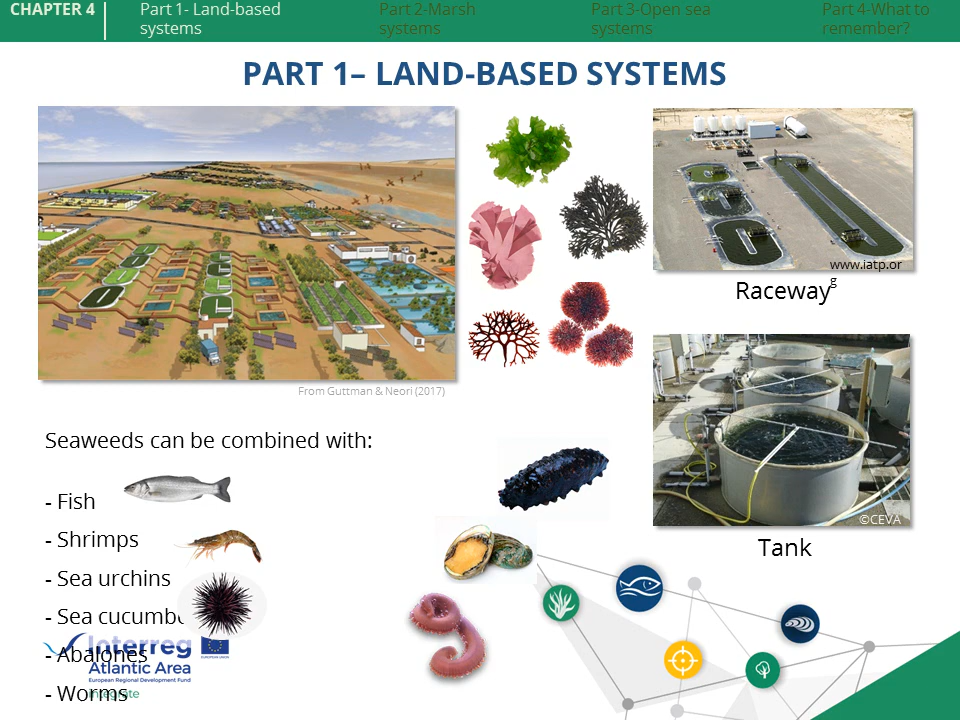 CHAPTER 4
Part 1- Land-based
systems
Part 2-Marsh
systems
Part 3-Open sea
systems
Part 4-What to
remember?
PART 1– LAND-BASED SYSTEMS
www.iatp.or
g
Raceway
From Guttman & Neori (2017)
Seaweeds can be combined with:
- Fish
- Shrimps
- Sea urchins
- Sea cucumbe
- Abalones
- Worms
©CEVA
Tank
Interreg
EUROPEAN UNION
Atlantic Area
European Regional Development Fund